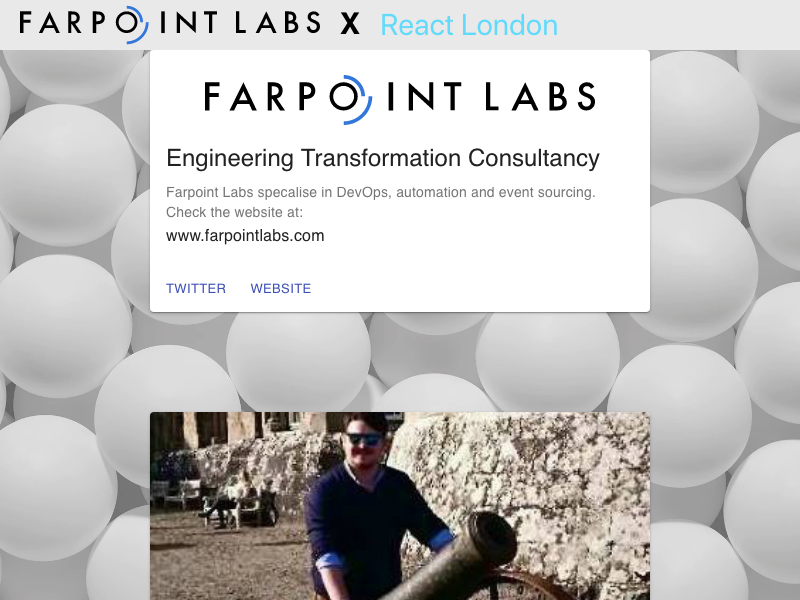 FARPOINT LABS X React London
FARPOINT LABS
Engineering Transformation Consultancy
Farpoint Labs specalise in DevOps, automation and event sourcing.
Check the website at:
www.farpointlabs.com
TWITTER WEBSITE